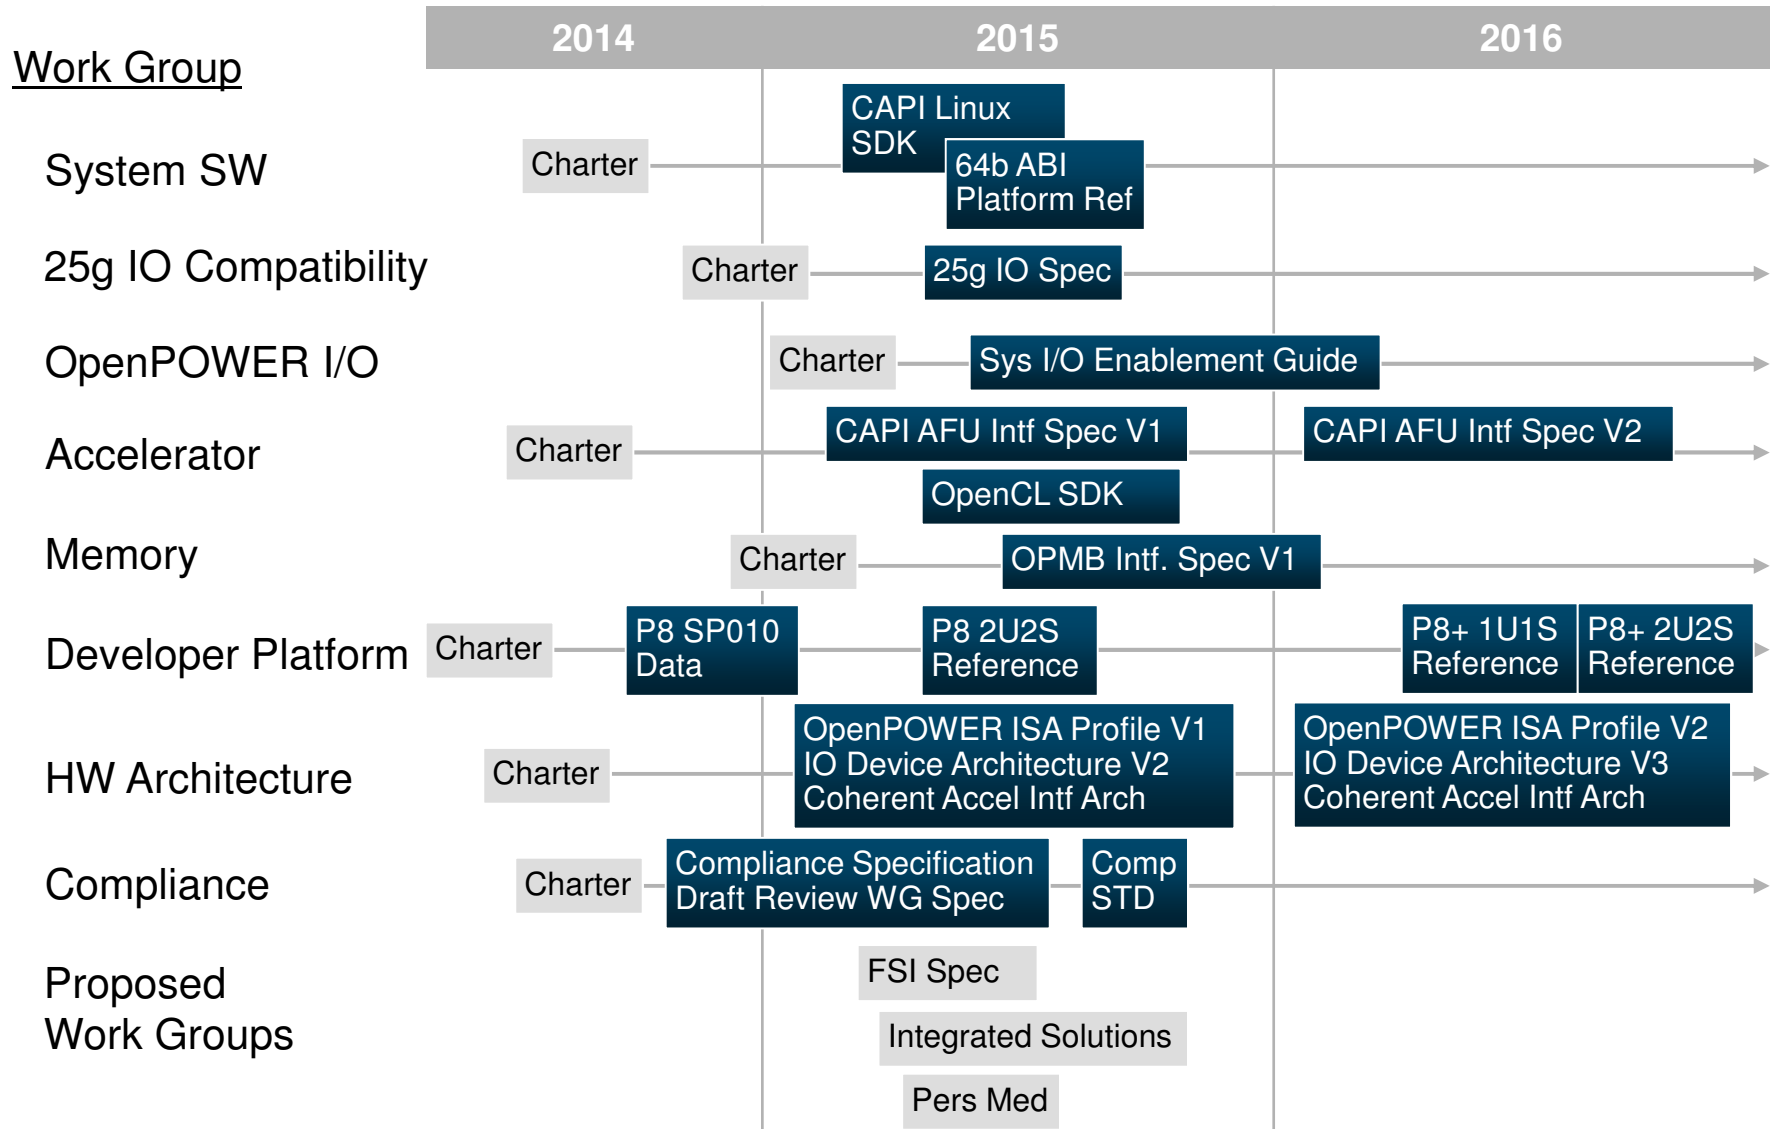 2014 2015 2016
Work Group
System SW
Charter
CAPI Linux
SDK
64b ABI
Platform Ref
25g IO Compatibility
Charter
25g IO Spec
OpenPOWER I/O
Charter
Sys I/O Enablement Guide
Accelerator
Charter
CAPI AFU Intf Spec V1
CAPI AFU Intf Spec V2
OpenCL SDK
Memory
Charter
OPMB Intf. Spec V1
Developer Platform
Charter
P8 SP010
Data
P8 2U2S
Reference
P8+ 1U1S
Reference
P8+ 2U2S
Reference
HW Architecture
Charter
OpenPOWER ISA Profile V1
IO Device Architecture V2
Coherent Accel Intf Arch
OpenPOWER ISA Profile V2
IO Device Architecture V3
Coherent Accel Intf Arch
Compliance
Charter
Compliance Specification
Draft Review WG Spec
Comp
STD
Proposed
Work Groups
FSI Spec
Integrated Solutions
Pers Med